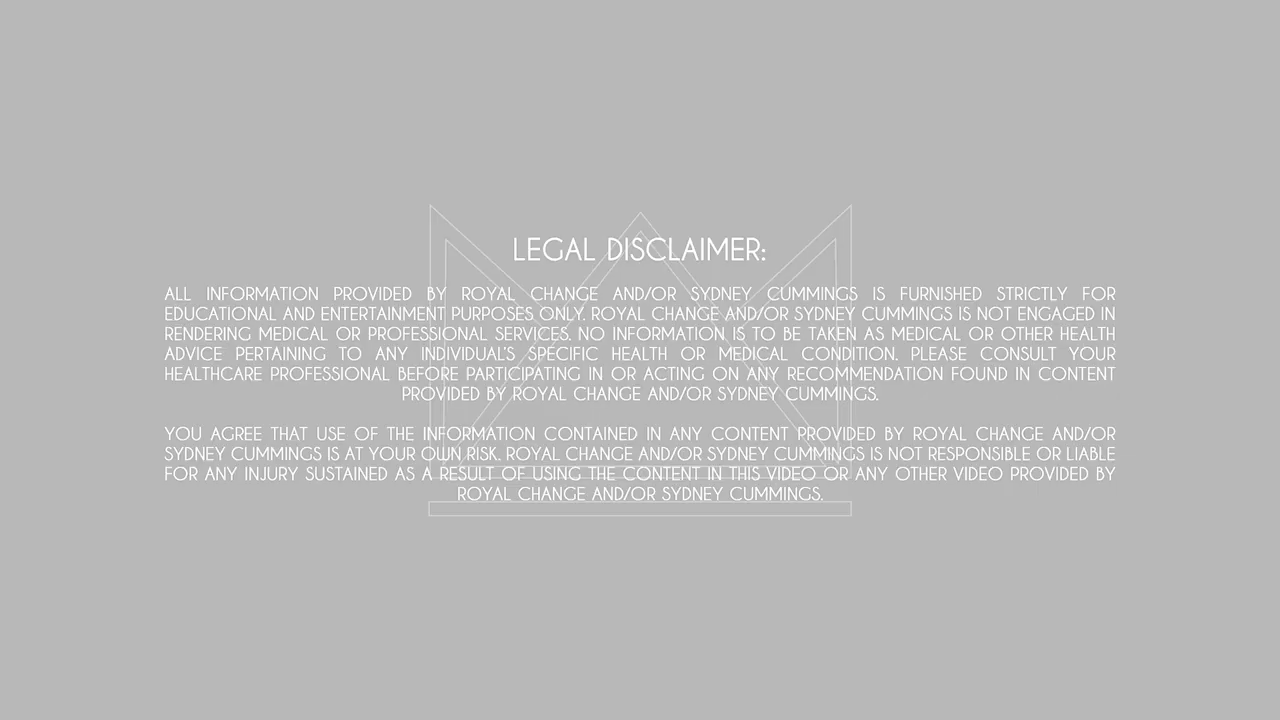 LEGAL DISCLAIMER:
ALL INFORMATION PROVIDED BY ROYAL CHANGE AND/OR SYDNEY CUMMINGS IS FURNISHED STRICTLY FOR
EDUCATIONAL AND ENTERTAINMENT PURPOSES ONLY. ROYAL CHANGE AND/OR SYDNEY CUMMINGS IS NOT ENGAGED IN
RENDERING MEDICAL OR PROFESSIONAL SERVICES. NO INFORMATION IS TO BE TAKEN AS MEDICAL OR OTHER HEALTH
ADVICE PERTAINING TO ANY INDIVIDUAL'S SPECIFIC HEALTH OR MEDICAL CONDITION. PLEASE CONSULT YOUR
HEALTHCARE PROFESSIONAL BEFORE PARTICIPATING IN OR ACTING ON ANY RECOMMENDATION FOUND IN CONTENT
PROVIDED BY ROYAL CHANGE AND/OR SYDNEY CUMMINGS.
YOU AGREE THAT USE OF THE INFORMATION CONTAINED IN ANY CONTENT PROVIDED BY ROYAL CHANGE AND/OR
SYDNEY CUMMINGS IS AT YOUR OWN RISK. ROYAL CHANGE AND/OR SYDNEY CUMMINGS IS NOT RESPONSIBLE OR LIABLE
FOR ANY INJURY SUSTAINED AS A RESULT OF USING THE CONTENT IN THIS VIDEO OR ANY OTHER VIDEO PROVIDED BY
ROYAL CHANGE AND/OR SYDNEY CUMMINGS.